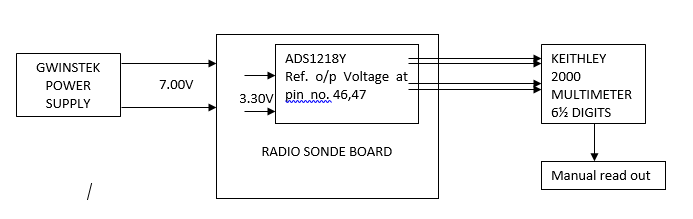 GWINSTEK
POWER
SUPPLY
7.00V
3.30V
ADS1218Y
Ref. o/p Voltage at
pin no. 46,47
RADIO SONDE BOARD
KEITHLEY
2000
MULTIMETER
6½ DIGITS
Manual read out
/